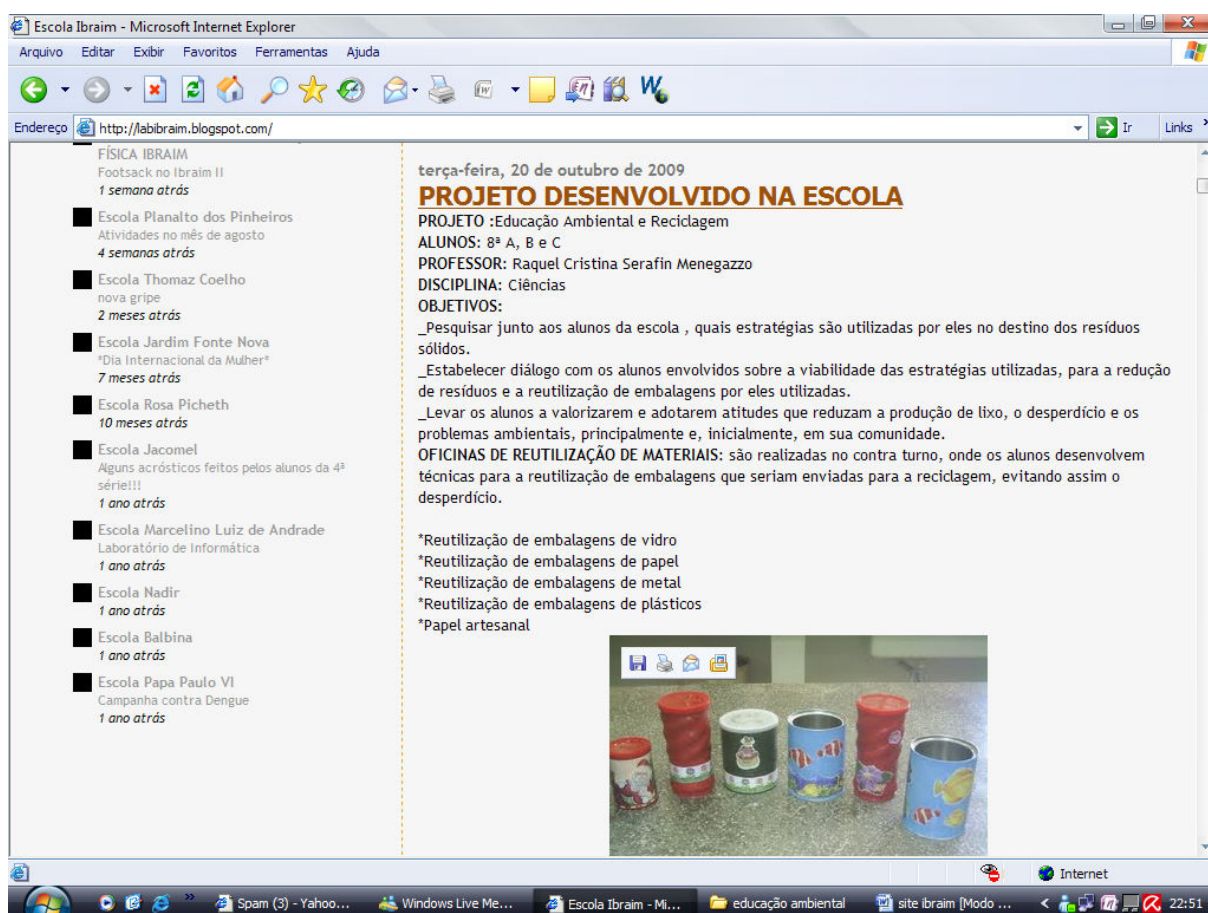 Escola Ibraim - Microsoft Internet Explorer
Arquivo Editar Exibir Favoritos Ferramentas Ajuda
Endereço http://labibraim.blogspot.com/ Ir Links
FÍSICA IBRAIM
Footsack no Ibraim II
1 semana atrás
Escola Planalto dos Pinheiros
Atividades no mês de agosto
4 semanas atrás
Escola Thomaz Coelho
nova gripe
2 meses atrás
Escola Jardim Fonte Nova
*Dia Internacional da Mulher*
7 meses atrás
Escola Rosa Picheth
10 meses atrás
Escola Jacomel
Alguns acrósticos feitos pelos alunos da 4ª
série!!!
1 ano atrás
Escola Marcelino Luiz de Andrade
Laboratório de Informática
1 ano atrás
Escola Nadir
1 ano atrás
Escola Balbina
1 ano atrás
Escola Papa Paulo VI
Campanha contra Dengue
1 ano atrás
terça-feira, 20 de outubro de 2009
PROJETO DESENVOLVIDO NA ESCOLA
PROJETO :Educação Ambiental e Reciclagem
ALUNOS: 8ª A, B e C
PROFESSOR: Raquel Cristina Serafin Menegazzo
DISCIPLINA: Ciências
OBJETIVOS:
_Pesquisar junto aos alunos da escola , quais estratégias são utilizadas por eles no destino dos resíduos
sólidos.
_Estabelecer diálogo com os alunos envolvidos sobre a viabilidade das estratégias utilizadas, para a redução
de resíduos e a reutilização de embalagens por eles utilizadas.
_Levar os alunos a valorizarem e adotarem atitudes que reduzam a produção de lixo, o desperdício e os
problemas ambientais, principalmente e, inicialmente, em sua comunidade.
OFICINAS DE REUTILIZAÇÃO DE MATERIAIS: são realizadas no contra turno, onde os alunos desenvolvem
técnicas para a reutilização de embalagens que seriam enviadas para a reciclagem, evitando assim o
desperdício.
*Reutilização de embalagens de vidro
*Reutilização de embalagens de papel
*Reutilização de embalagens de metal
*Reutilização de embalagens de plásticos
*Papel artesanal
Internet
Spam (3) - Yahoo... Windows Live Me... Escola Ibraim - Mi... educação ambiental site ibraim [Modo ... 22:51